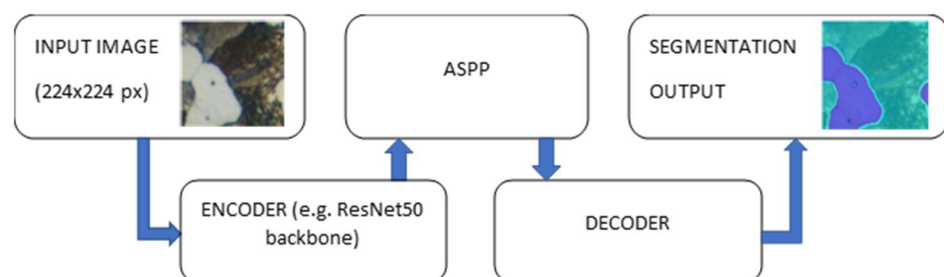 INPUT IMAGE
(224x224 px)
ENCODER (e.g. ResNet50
backbone)
ASPP
DECODER
SEGMENTATION
OUTPUT